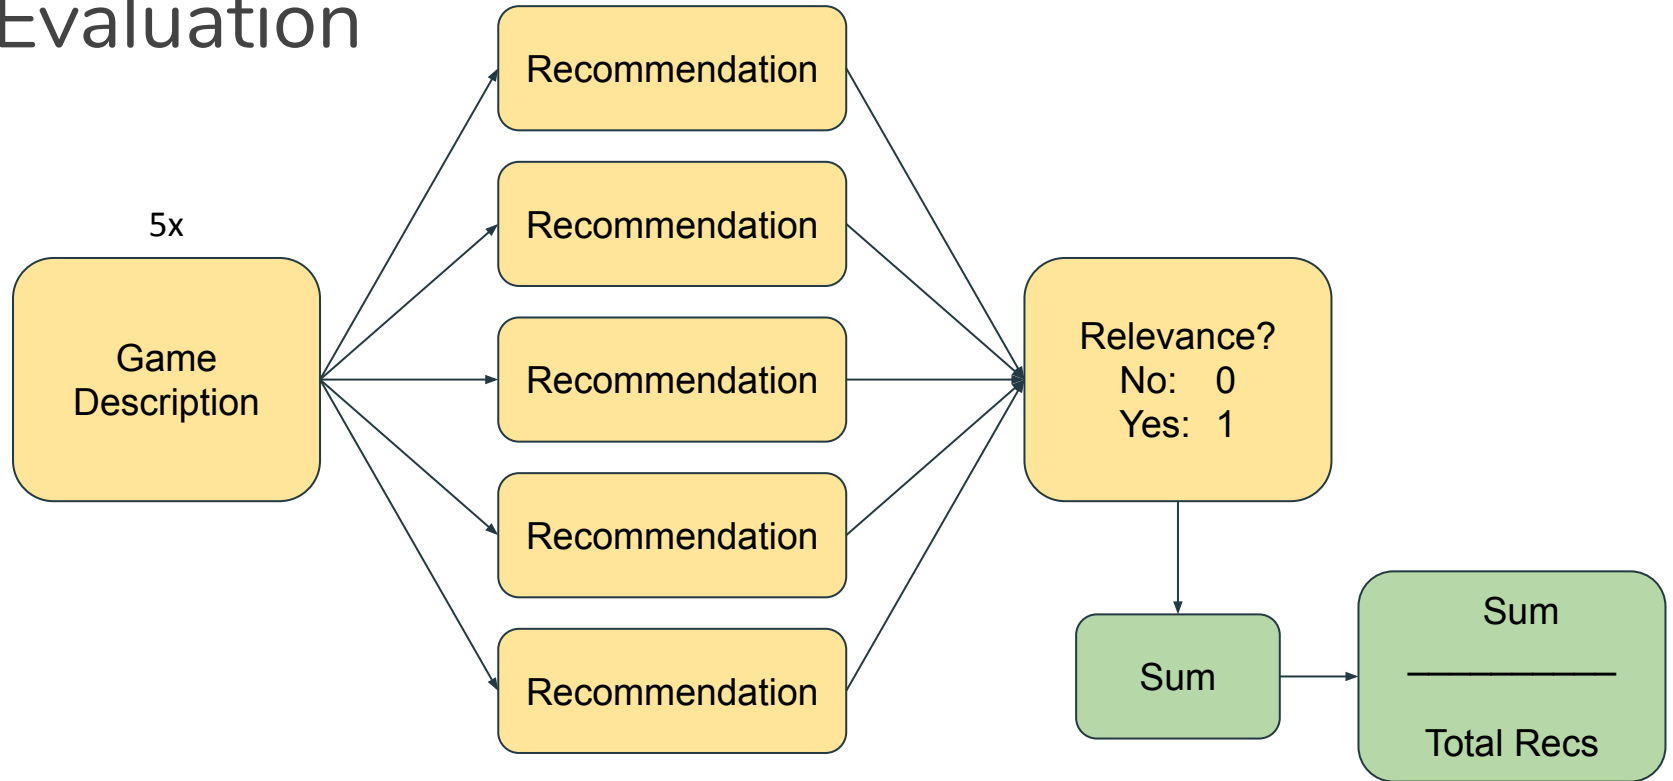 Evaluation
5x
Game
Description
Recommendation
Recommendation
Recommendation
Recommendation
Recommendation
Relevance?
No: 0
Yes: 1
Sum
Sum
Total Recs